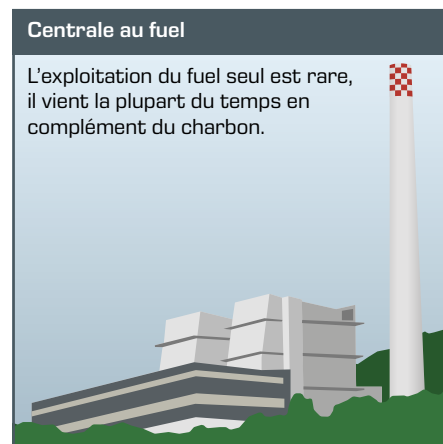 Centrale au fuel
L’exploitation du fuel seul est rare,
il vient la plupart du temps en
complément du charbon.